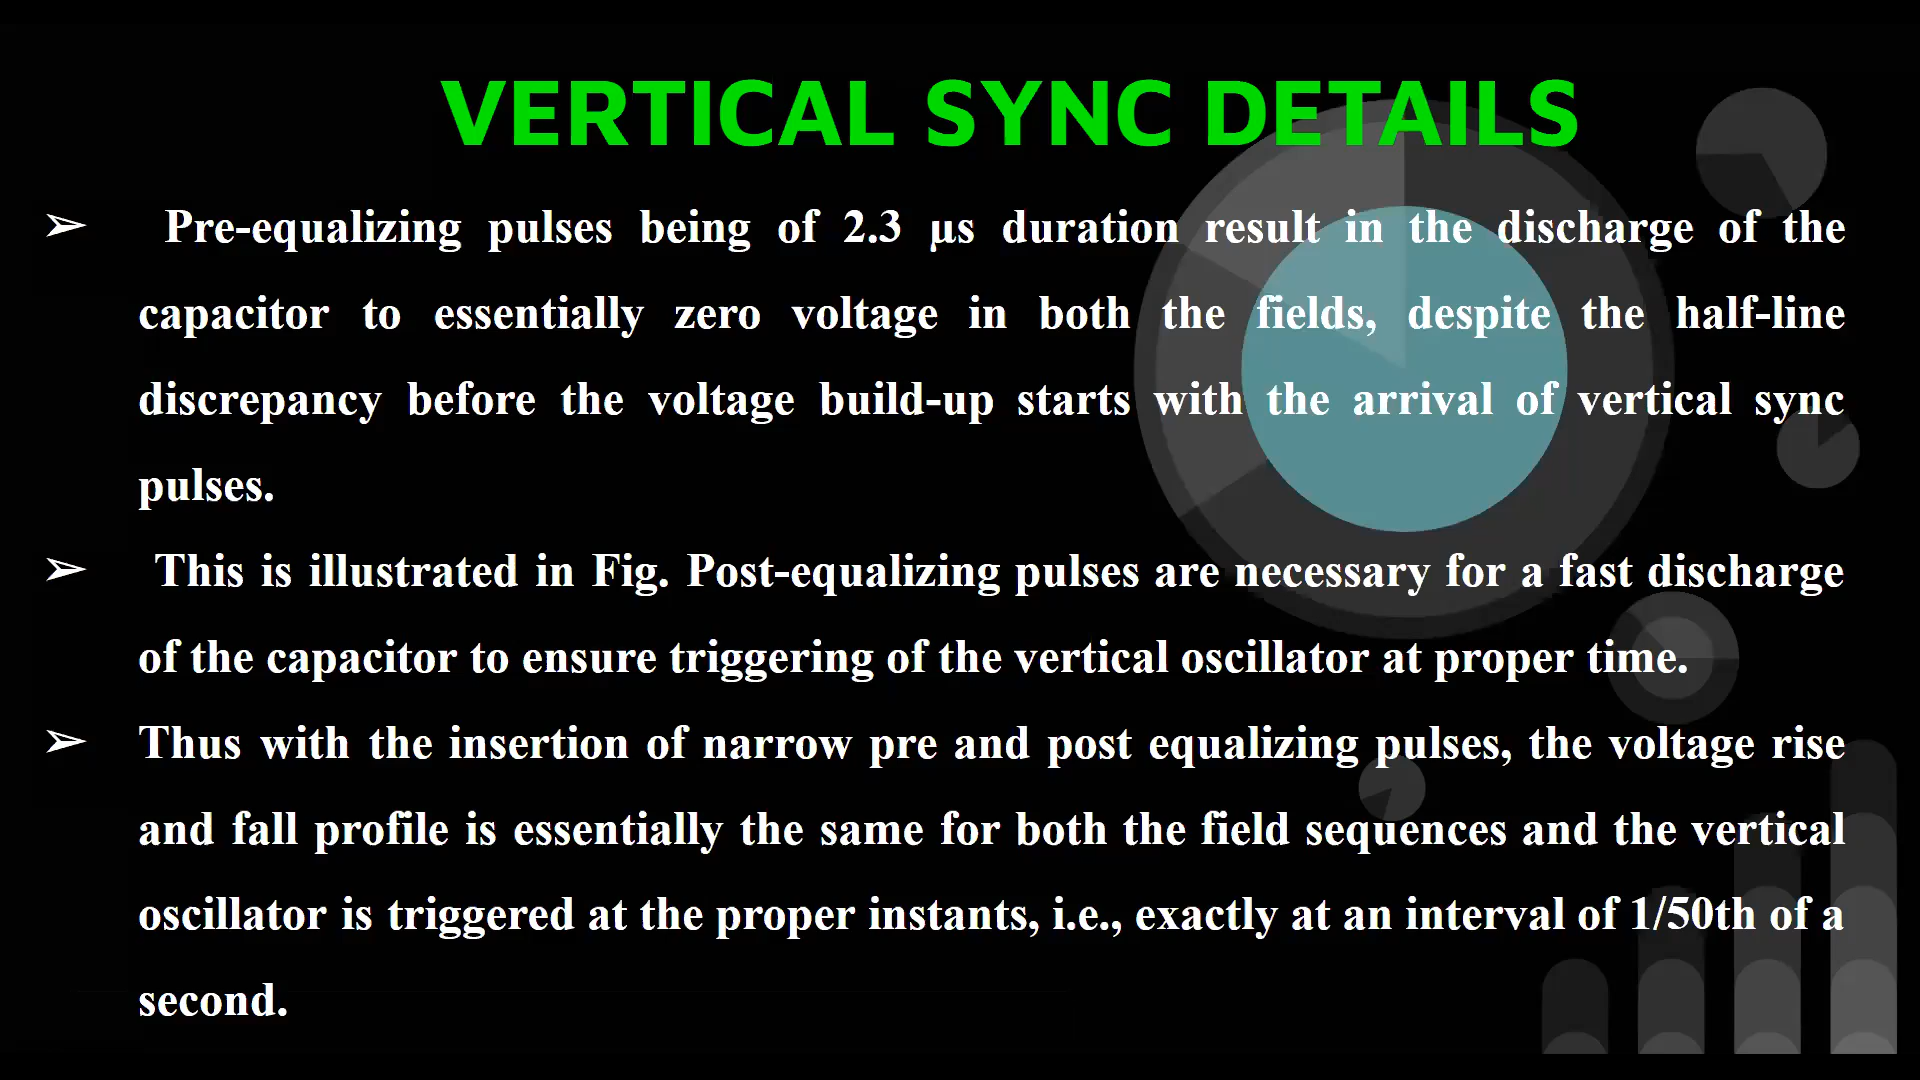 VERTICAL SYNC DETAILS
➢ Pre-equalizing pulses being of 2.3 µs duration result in the discharge of the
capacitor to essentially zero voltage in both the fields, despite the half-line
discrepancy before the voltage build-up starts with the arrival of vertical sync
pulses.
➢ This is illustrated in Fig. Post-equalizing pulses are necessary for a fast discharge
of the capacitor to ensure triggering of the vertical oscillator at proper time.
➢ Thus with the insertion of narrow pre and post equalizing pulses, the voltage rise
and fall profile is essentially the same for both the field sequences and the vertical
oscillator is triggered at the proper instants, i.e., exactly at an interval of 1/50th of a
second.